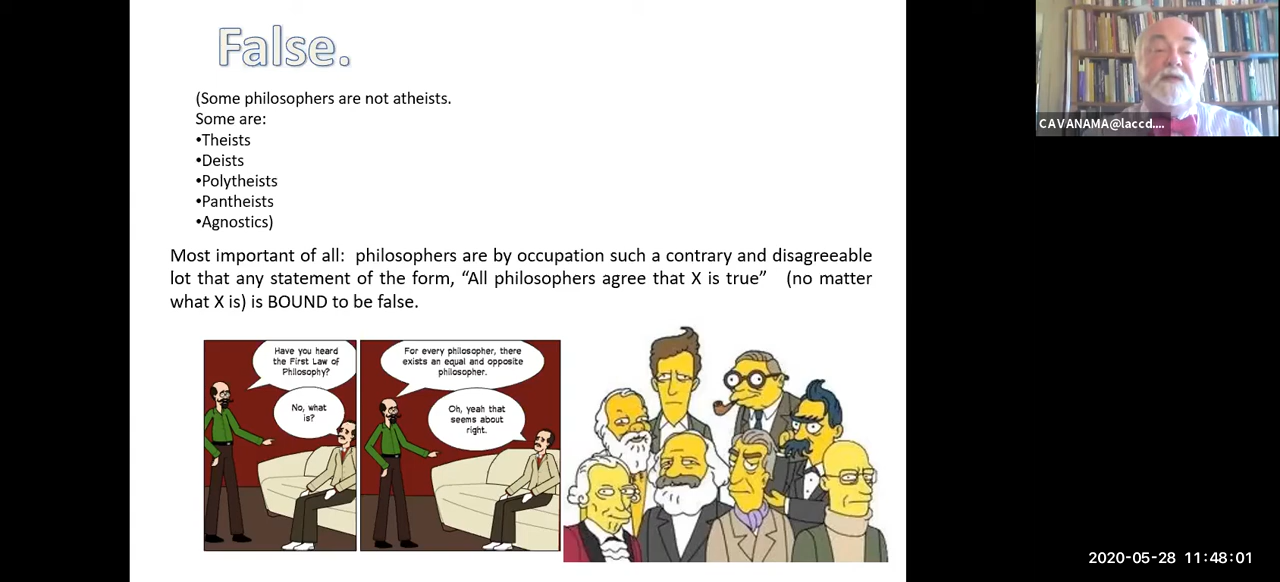 False.
(Some philosophers are not atheists.
Some are:
•Theists
•Deists
•Polytheists
•Pantheists
•Agnostics)
Most important of all: philosophers are by occupation such a contrary and disagreeable
lot that any statement of the form, “All philosophers agree that X is true” (no matter
what X is) is BOUND to be false.
Have you heard
the First Law of
Philosophy?
No, what
is?
For every philosopher, there
exists an equal and opposite
philosopher.
Oh, yeah that
seems about
right.
CAVANAMA@laccd....
2020-05-28 11:48:01